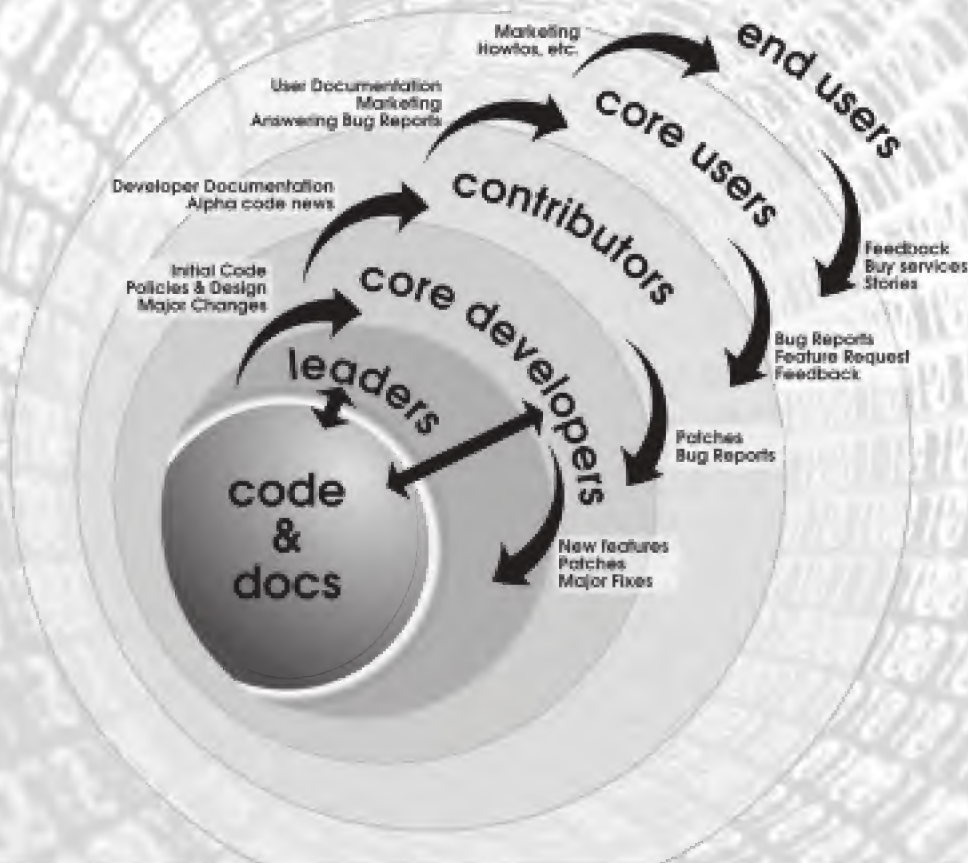 Marketing
Howtos, etc.
end users
User Documentation
Marketing
Answering Bug Reports
core users
Developer Documentation
Alpha code news
contributors
Feedback
Buy services
Stories
Initial Code
Policies & Design
Major Changes
core developers
Bug Reports
Feature Request
Feedback
leaders
Patches
Bug Reports
code
&
docs
New features
Patches
Major Fixes